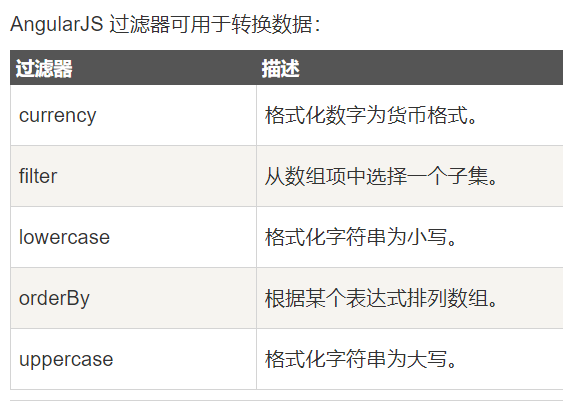 AngularJS 过滤器可用于转换数据：
过滤器 描述
currency 格式化数字为货币格式。
filter 从数组项中选择一个子集。
lowercase 格式化字符串为小写。
orderBy 根据某个表达式排列数组。
uppercase 格式化字符串为大写。